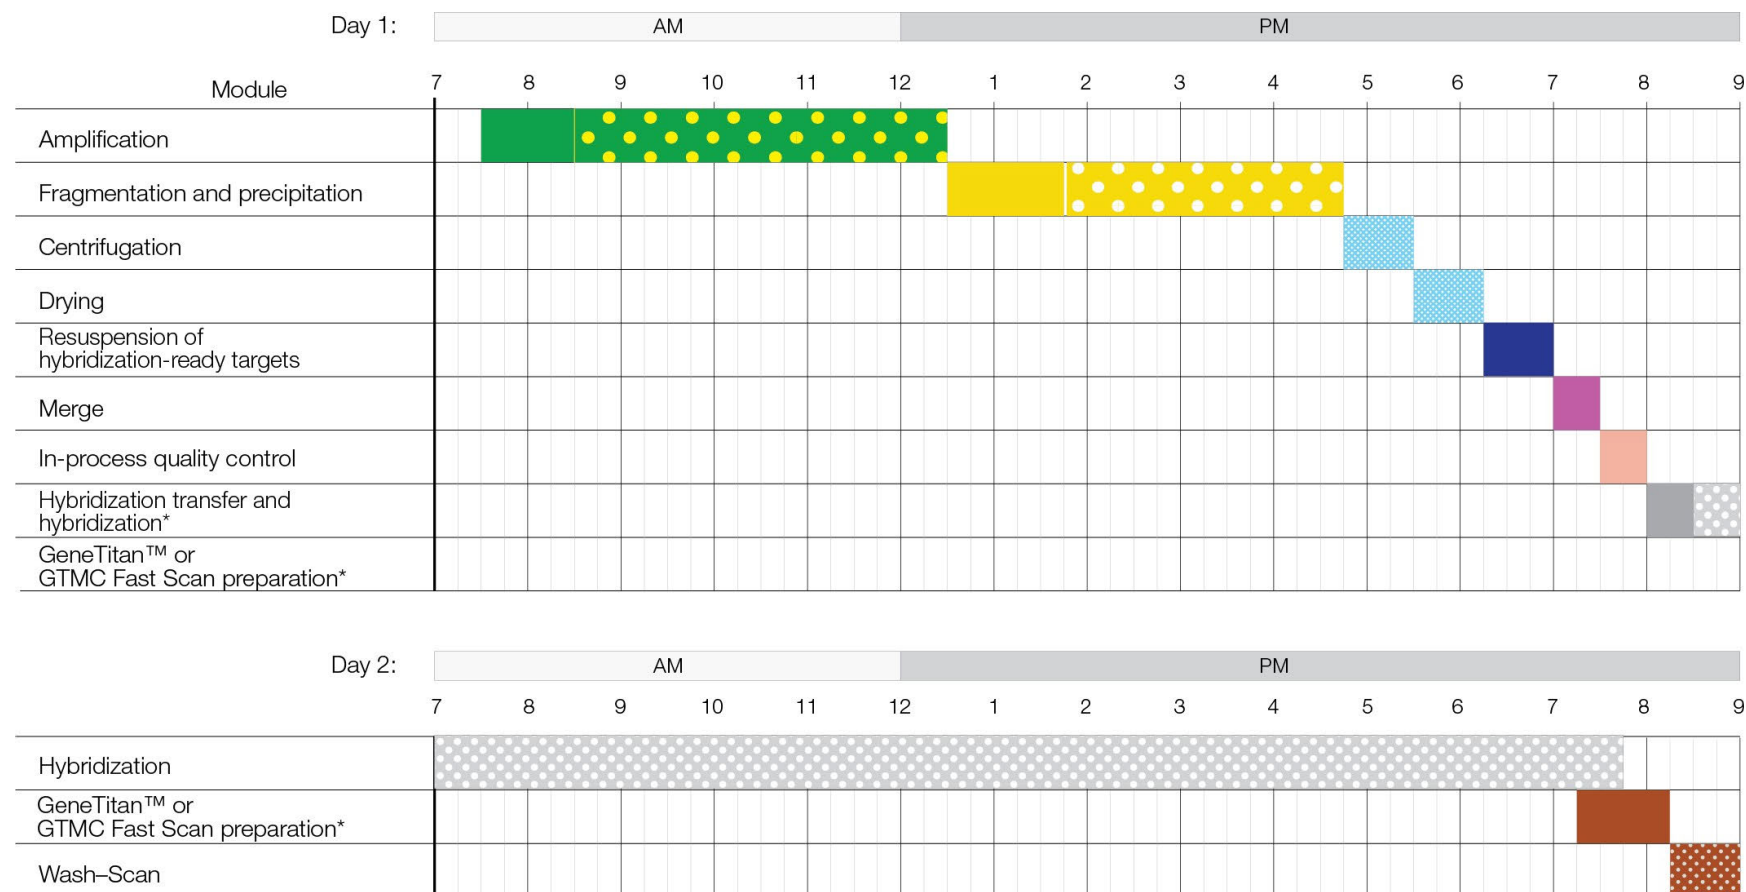 Day 1: AM PM
Module 7 8 9 10 11 12 1 2 3 4 5 6 7 8 9
Amplification
Fragmentation and precipitation
Centrifugation
Drying
Resuspension of
hybridization-ready targets
Merge
In-process quality control
Hybridization transfer and
hybridization*
GeneTitan™ or
GTMC Fast Scan preparation*
Day 2: AM PM
7 8 9 10 11 12 1 2 3 4 5 6 7 8 9
Hybridization
GeneTitan™ or
GTMC Fast Scan preparation*
Wash–Scan